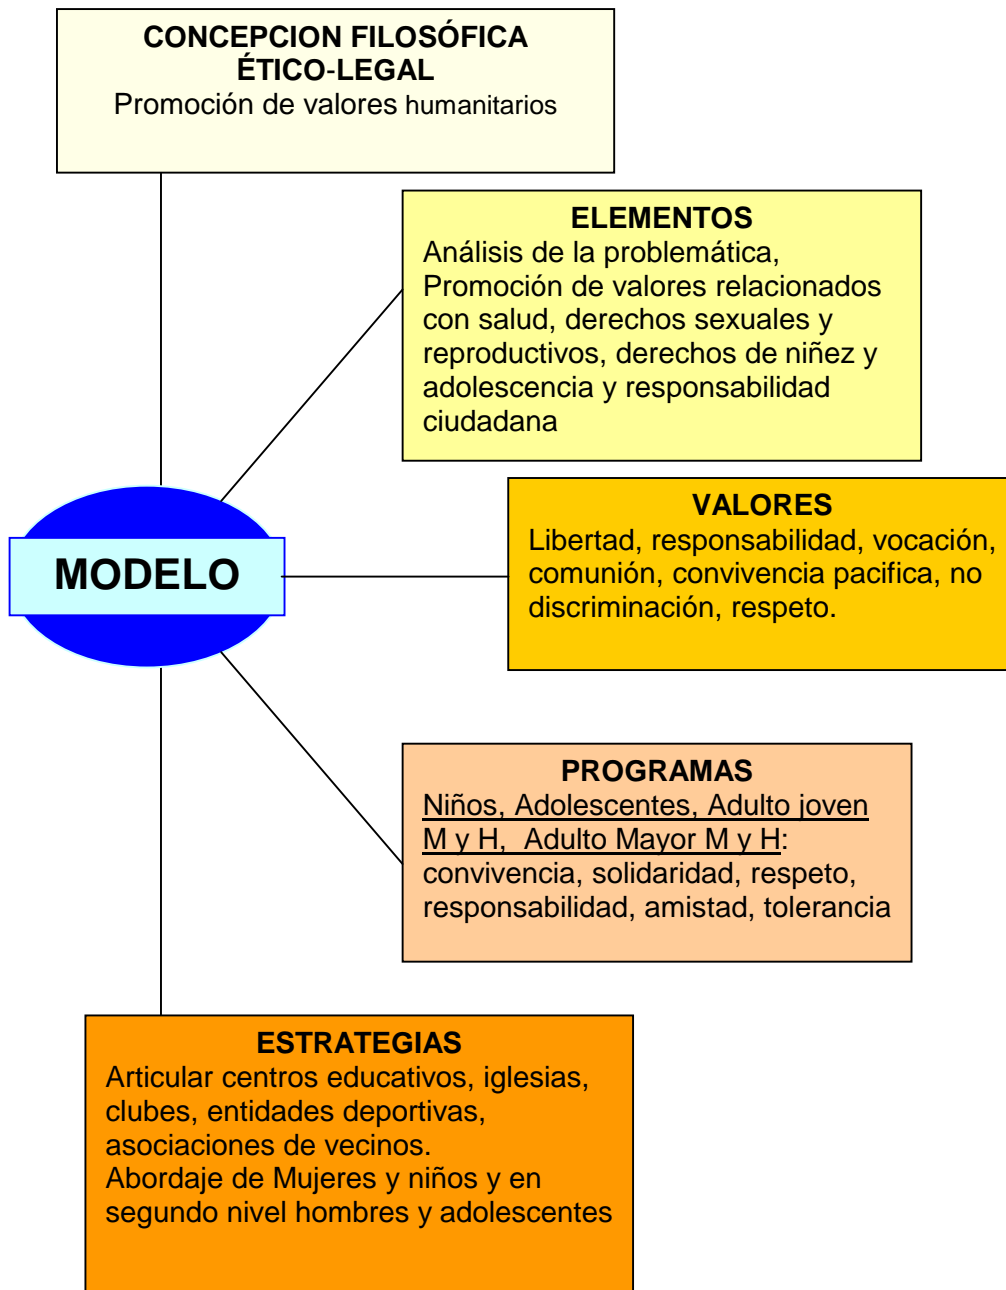 CONCEPCION FILOSÓFICA
ÉTICO-LEGAL
Promoción de valores humanitarios
ELEMENTOS
Análisis de la problemática,
Promoción de valores relacionados
con salud, derechos sexuales y
reproductivos, derechos de niñez y
adolescencia y responsabilidad
ciudadana
VALORES
Libertad, responsabilidad, vocación,
comunión, convivencia pacifica, no
discriminación, respeto.
MODELO
PROGRAMAS
Niños, Adolescentes, Adulto joven
M y H,  Adulto Mayor M y H:
convivencia, solidaridad, respeto,
responsabilidad, amistad, tolerancia
ESTRATEGIAS
Articular centros educativos, iglesias,
clubes, entidades deportivas,
asociaciones de vecinos.
Abordaje de Mujeres y niños y en
segundo nivel hombres y adolescentes